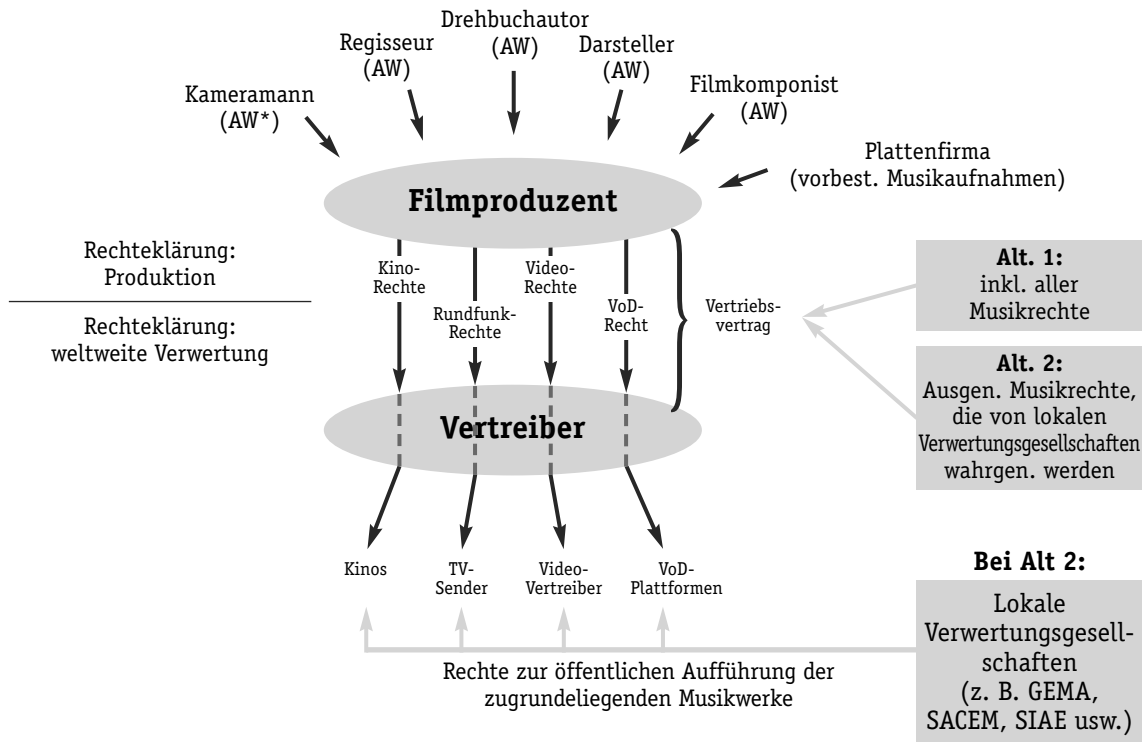 Drehbuchautor
(AW)
Regisseur
(AW)
Darsteller
(AW)
Kameramann
(AW*)
Filmkomponist
(AW)
Plattenfirma
(vorbest. Musikaufnahmen)
Filmproduzent
Rechteklärung:
Produktion
Rechteklärung:
weltweite Verwertung
Kino-
Rechte
Rundfunk-
Rechte
Video-
Rechte
VoD-
Recht
Vertriebs-
vertrag
Alt. 1:
inkl. aller
Musikrechte
Alt. 2:
Ausgen. Musikrechte,
die von lokalen
Verwertungsgesellschaften
wahrgen. werden
Vertreiber
Kinos
TV-
Sender
Video-
Vertreiber
VoD-
Plattformen
Bei Alt 2:
Lokale
Verwertungsgesell-
schaften
(z. B. GEMA,
SACEM, SIAE usw.)
Rechte zur öffentlichen Aufführung der
zugrundeliegenden Musikwerke